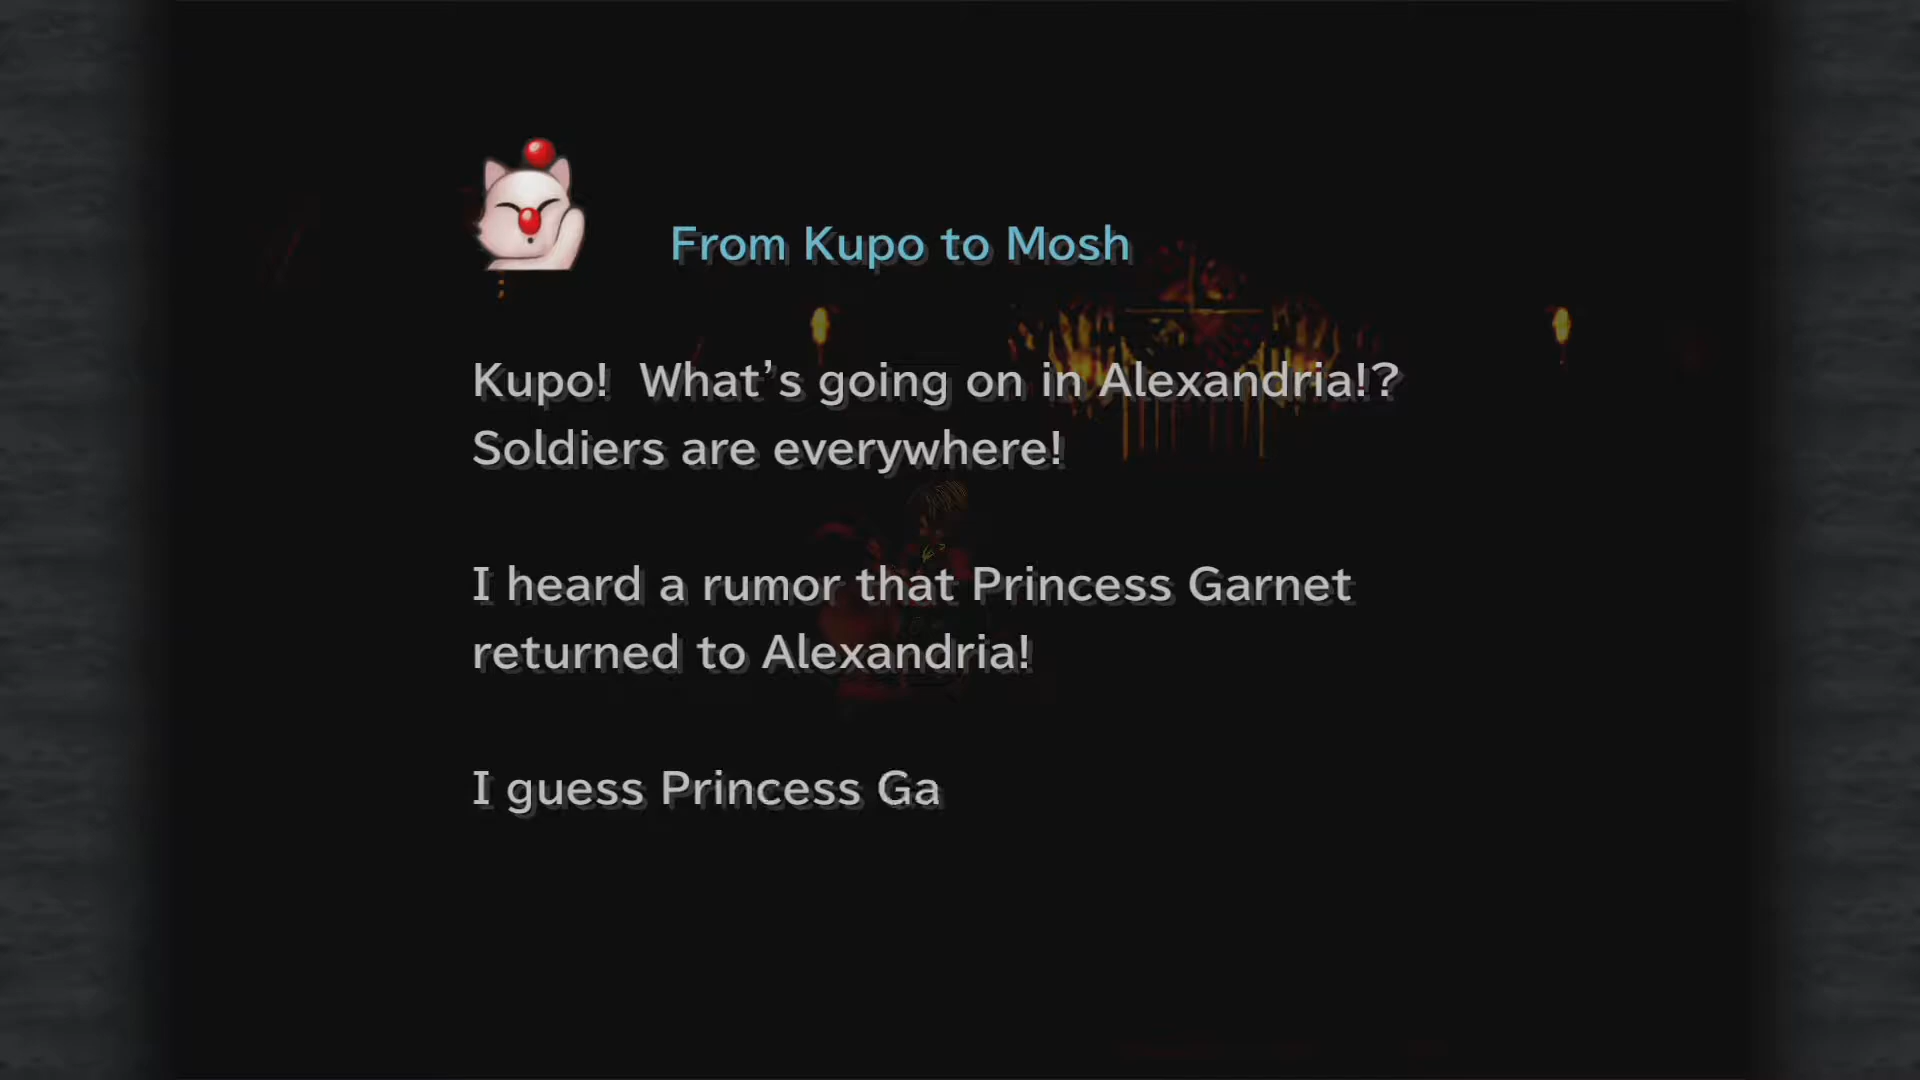 From Kupo to Mosh
Kupo!  What’s going on in Alexandria!?
Soldiers are everywhere!
I heard a rumor that Princess Garnet
returned to Alexandria!
I guess Princess Ga